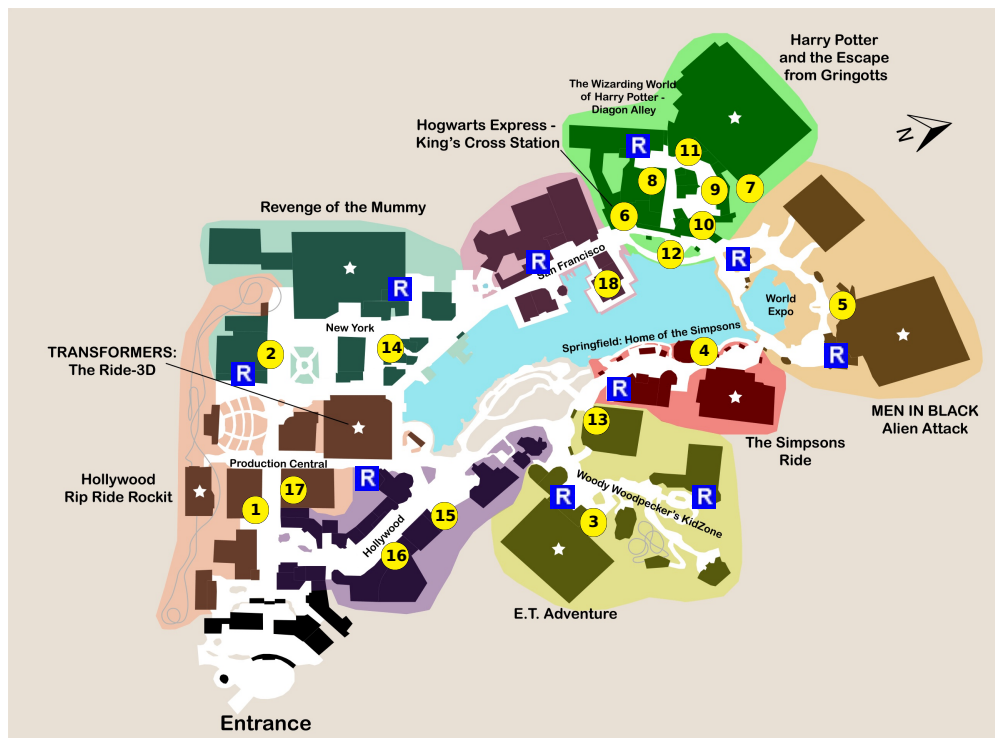 Harry Potter
and the Escape
from Gringotts
The Wizarding World
of Harry Potter -
Diagon Alley
Hogwarts Express -
King's Cross Station
N
R
11
8
9
7
6
10
12
Revenge of the Mummy
R
San Francisco
18
R
World
Expo
5
R
R
New York
14
2
R
Springfield: Home of the Simpsons
4
R
TRANSFORMERS:
The Ride-3D
MEN IN BLACK
Alien Attack
The Simpsons
Ride
13
Production Central
R
Hollywood
Rip Ride Rockit
17
1
15
Hollywood
16
Woody Woodpecker's KidZone
R
R
3
E.T. Adventure
Entrance